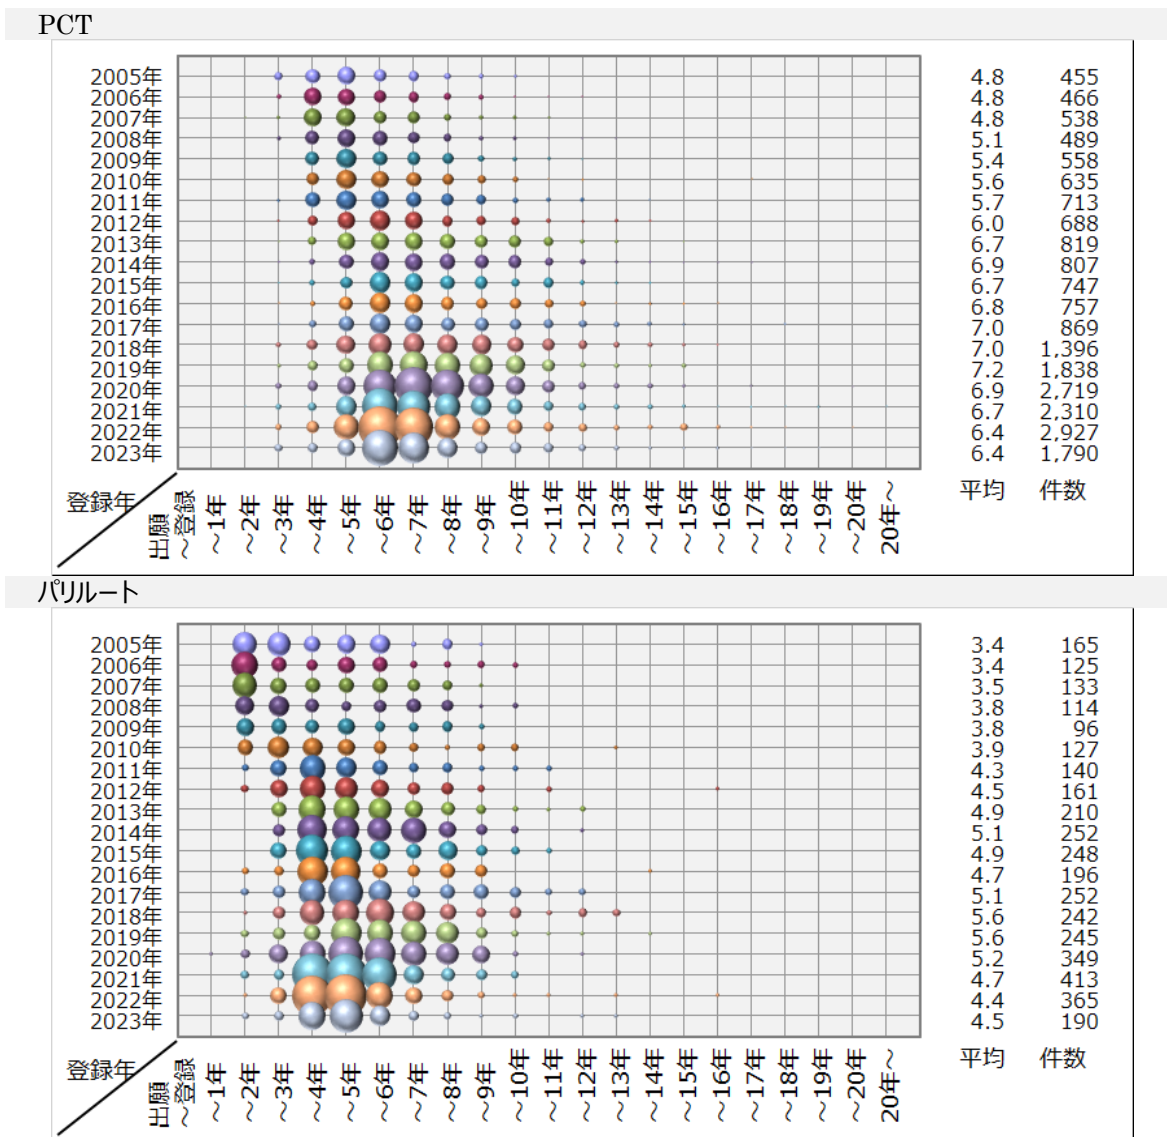 PCT
2005年 4.8 455
2006年 4.8 466
2007年 4.8 538
2008年 5.1 489
2009年 5.4 558
2010年 5.6 635
2011年 5.7 713
2012年 6.0 688
2013年 6.7 819
2014年 6.9 807
2015年 6.7 747
2016年 6.8 757
2017年 7.0 869
2018年 7.0 1,396
2019年 7.2 1,838
2020年 6.9 2,719
2021年 6.7 2,310
2022年 6.4 2,927
2023年 6.4 1,790
登録年 出願～登録 ～1年 ～2年 ～3年 ～4年 ～5年 ～6年 ～7年 ～8年 ～9年 ～10年 ～11年 ～12年 ～13年 ～14年 ～15年 ～16年 ～17年 ～18年 ～19年 ～20年 20年～ 平均 件数
パリルート
2005年 3.4 165
2006年 3.4 125
2007年 3.5 133
2008年 3.8 114
2009年 3.8 96
2010年 3.9 127
2011年 4.3 140
2012年 4.5 161
2013年 4.9 210
2014年 5.1 252
2015年 4.9 248
2016年 4.7 196
2017年 5.1 252
2018年 5.6 242
2019年 5.6 245
2020年 5.2 349
2021年 4.7 413
2022年 4.4 365
2023年 4.5 190
登録年 出願～登録 ～1年 ～2年 ～3年 ～4年 ～5年 ～6年 ～7年 ～8年 ～9年 ～10年 ～11年 ～12年 ～13年 ～14年 ～15年 ～16年 ～17年 ～18年 ～19年 ～20年 20年～ 平均 件数